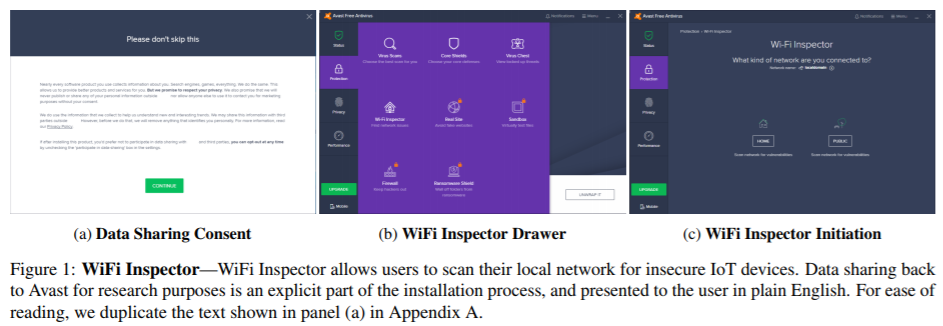 Please don't skip this
Nearly every software product you use collects information about you. Search engines, games, everything. We do the same. This
allows us to provide better products and services for you. But we promise to respect your privacy. We also promise that we will
never publish or share any of your personal information outside nor allow anyone else to use it to contact you for marketing
purposes without your consent.
We do use the information that we collect to help us understand new and interesting trends. We may share this information with third
parties outside However, before we do that, we will remove anything that identifies you personally. For more information, read
our Privacy Policy.
If after installing this product, you'd prefer not to participate in data sharing with and third parties, you can opt out at any time
by unchecking the "participate in data sharing" box in the settings.
CONTINUE
Avast Free Antivirus
Notifications
Menu
Status
Protection
Privacy
Performance
UPGRADE
Mobile
Virus Scans
Choose the best scan for you
Core Shields
Choose your core defenses
Virus Chest
Wi-Fi Inspector
Find network issues
Real Site
Avoid fake websites
Sandbox
Virtually test files
Firewall
Keep hackers out
Ransomware Shield
UNWRAP IT
Avast Free Antivirus
Notifications
Menu
Status
Protection
Privacy
Performance
UPGRADE
Mobile
Protection
Wi-Fi Inspector
Wi-Fi Inspector
What kind of network are you connected to?
Network name:
HOME
Scan network for vulnerabilities
PUBLIC
Scan network for vulnerabilities
(a) Data Sharing Consent
(b) WiFi Inspector Drawer
(c) WiFi Inspector Initiation
Figure 1: WiFi Inspector—WiFi Inspector allows users to scan their local network for insecure IoT devices. Data sharing back
to Avast for research purposes is an explicit part of the installation process, and presented to the user in plain English. For ease of
reading, we duplicate the text shown in panel (a) in Appendix A.